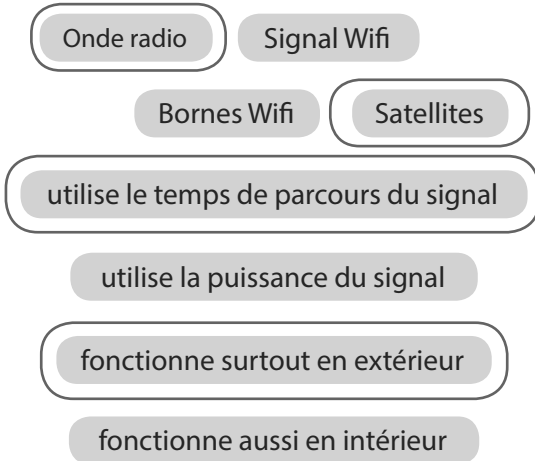 Onde radio Signal Wifi
Bornes Wifi Satellites
utilise le temps de parcours du signal
utilise la puissance du signal
fonctionne surtout en extérieur
fonctionne aussi en intérieur